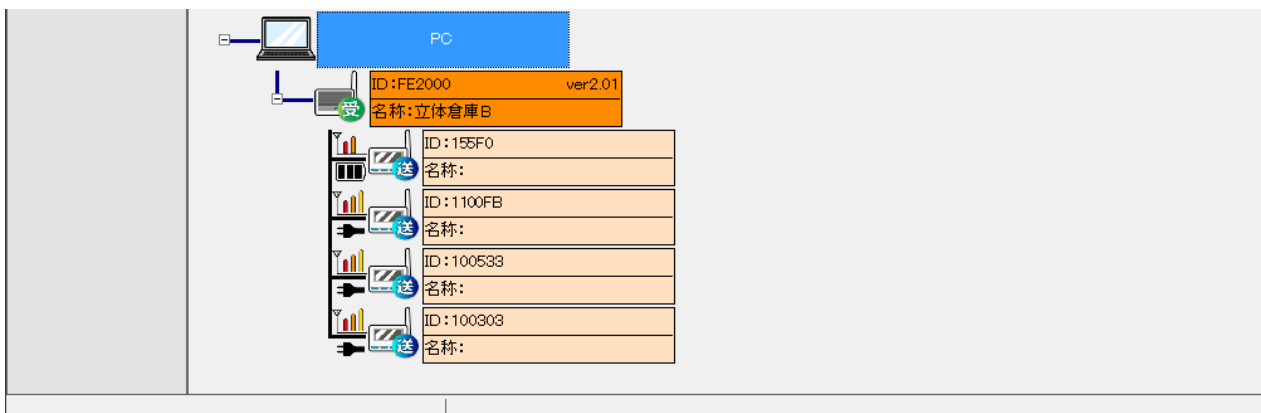 PC
ID:FE2000 ver2.01
受 名称:立体倉庫B
ID:155F0
送 名称:
ID:1100FB
送 名称:
ID:100533
送 名称:
ID:100303
送 名称: